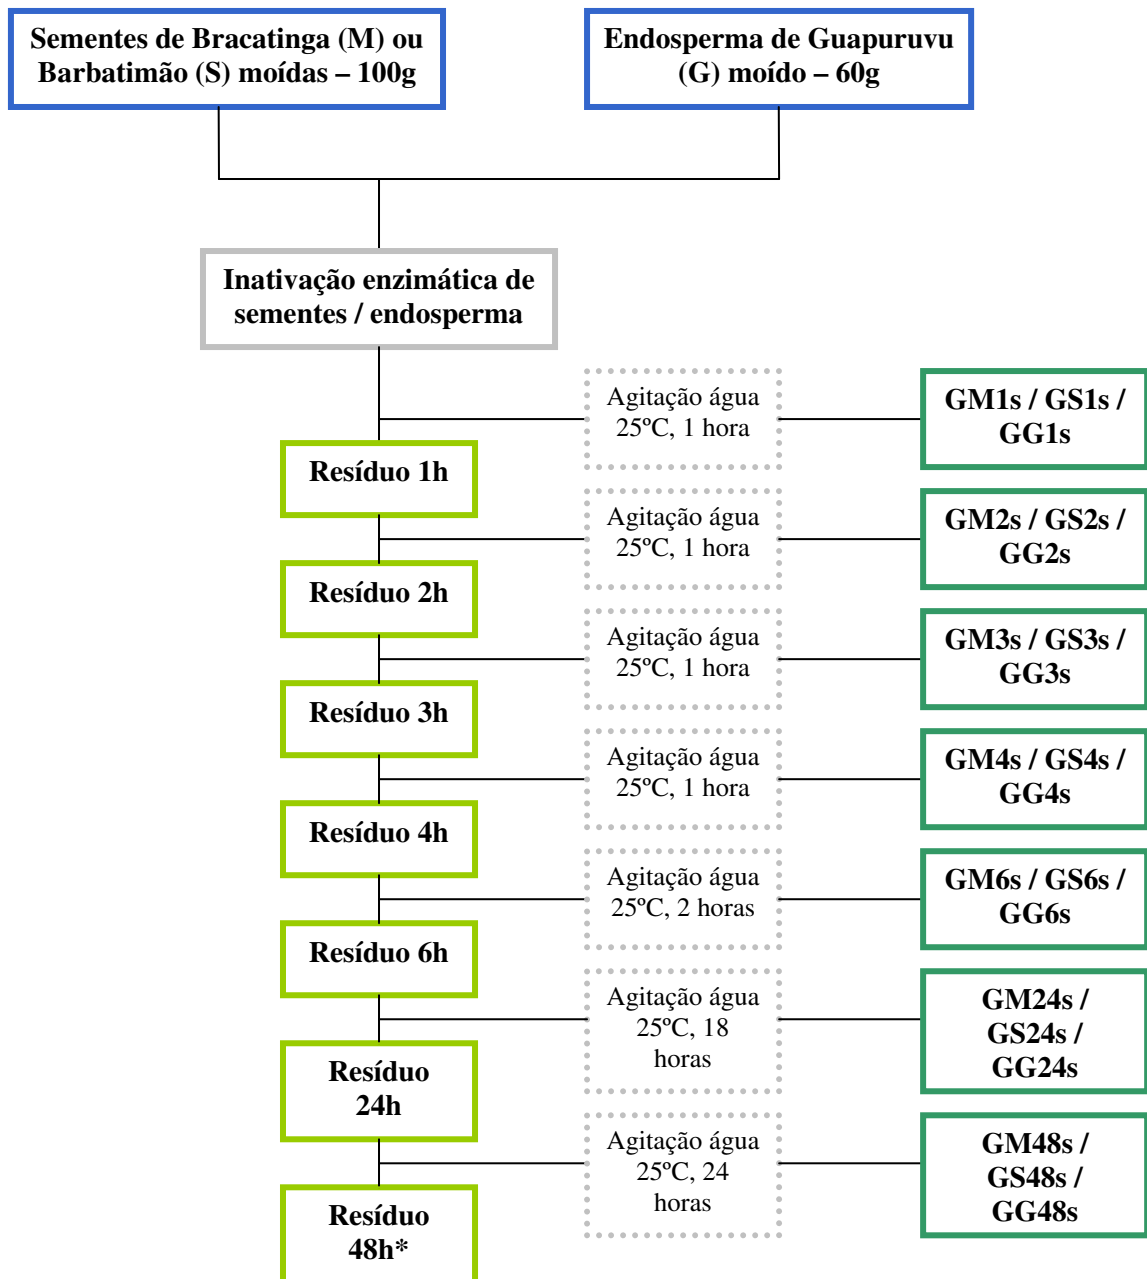 Sementes de Bracatinga (M) ou
Barbatimão (S) moídas – 100g
Endosperma de Guapuruvu
(G) moído – 60g
Inativação enzimática de
sementes / endosperma
Agitação água
25ºC, 1 hora
GM1s / GS1s /
GG1s
Resíduo 1h
Agitação água
25ºC, 1 hora
GM2s / GS2s /
GG2s
Resíduo 2h
Agitação água
25ºC, 1 hora
GM3s / GS3s /
GG3s
Resíduo 3h
Agitação água
25ºC, 1 hora
GM4s / GS4s /
GG4s
Resíduo 4h
Agitação água
25ºC, 2 horas
GM6s / GS6s /
GG6s
Resíduo 6h
Agitação água
25ºC, 18
horas
GM24s /
GS24s /
GG24s
Resíduo
24h
Agitação água
25ºC, 24
horas
GM48s /
GS48s /
GG48s
Resíduo
48h*